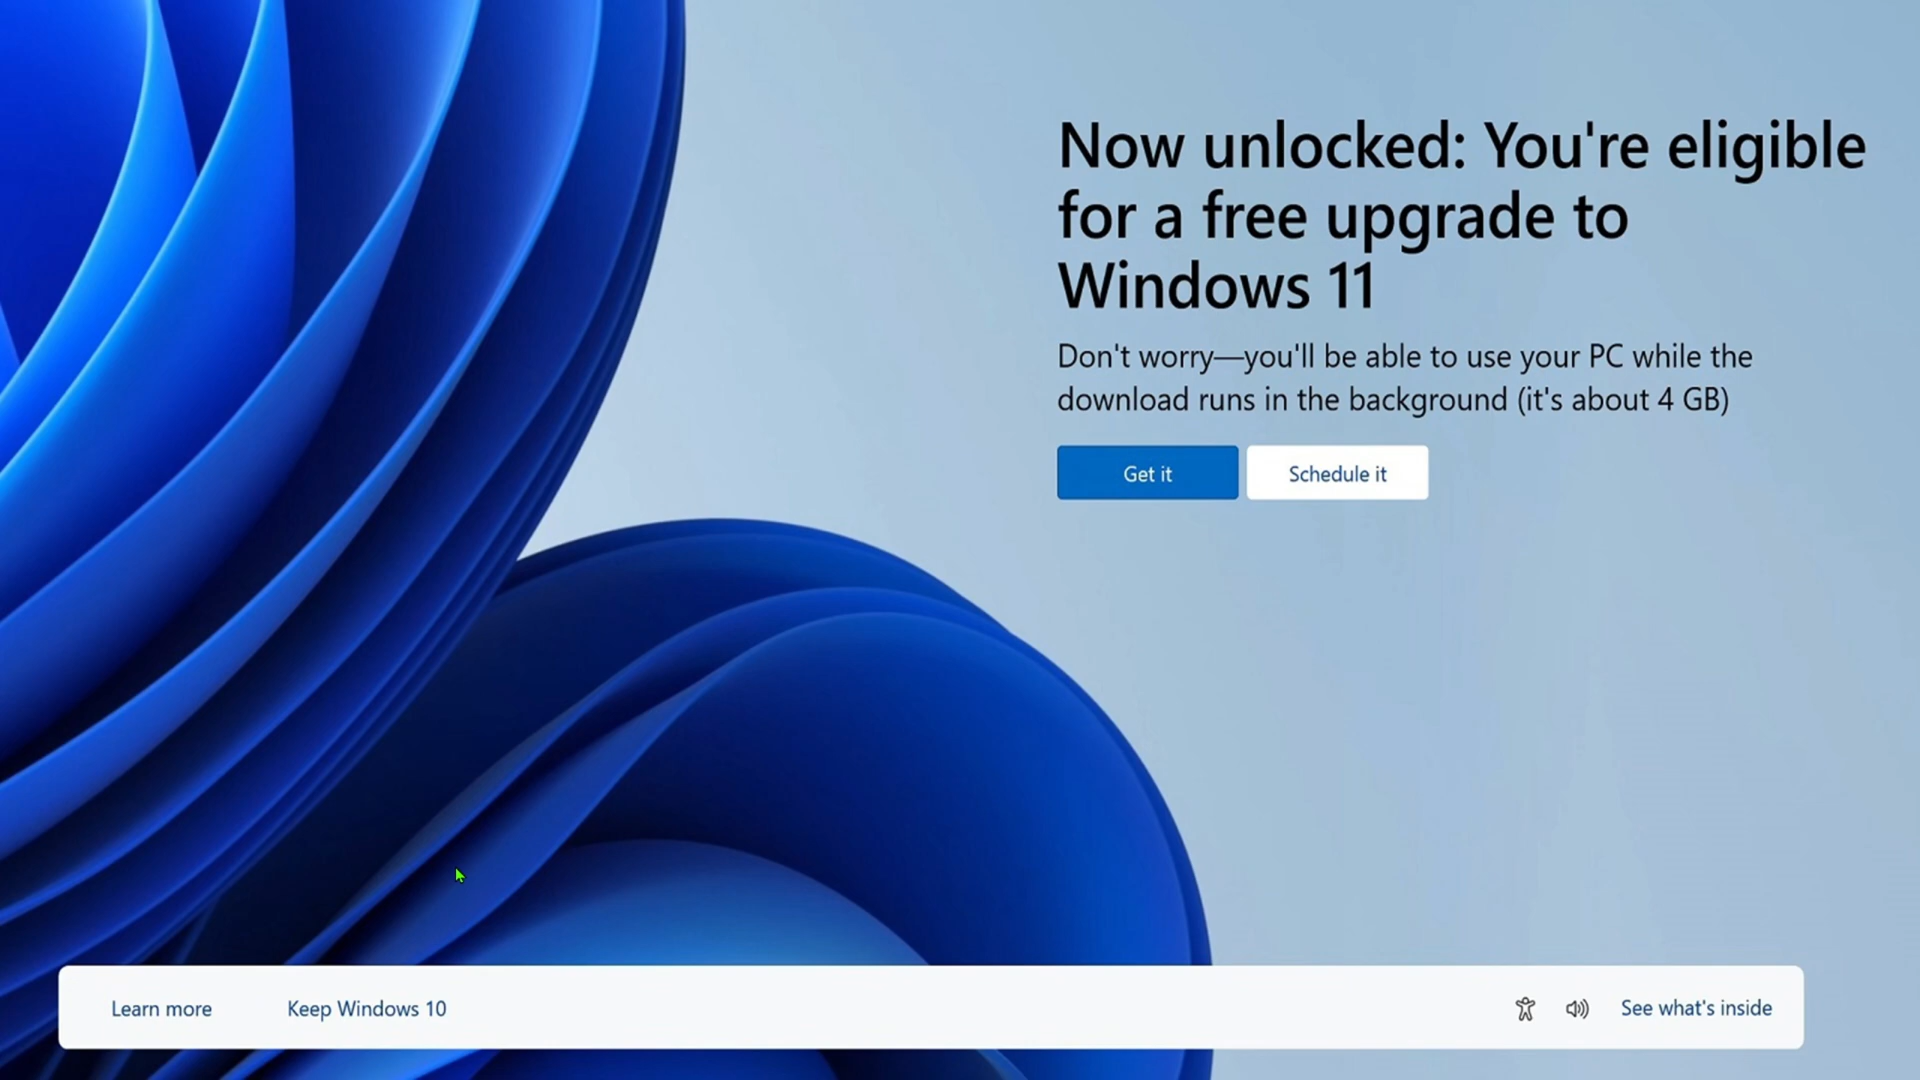 Now unlocked: You're eligible
for a free upgrade to
Windows 11
Don't worry—you'll be able to use your PC while the
download runs in the background (it's about 4 GB)
Get it
Schedule it
Learn more
Keep Windows 10
See what's inside